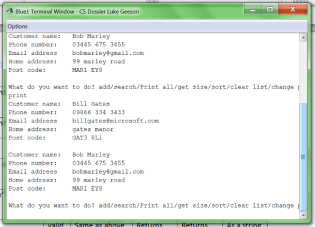 BlueJ: Terminal Window - CS Dossier Luke Geeson
Options
Customer name: Bob Marley
Phone number: 03445 675 3455
Email address bobmarley@gmail.com
Home address: 99 marley road
Post code: MAR1 EY8
What do you want to do? add/search/Print all/get size/sort/clear list/change p
print
Customer name: Bill Gates
Phone number: 09866 334 3433
Email address billgates@microsoft.com
Home address: gates manor
Post code: GAT3 8L1
Customer name: Bob Marley
Phone number: 03445 675 3455
Email address bobmarley@gmail.com
Home address: 99 marley road
Post code: MAR1 EY8
What do you want to do? add/search/Print all/get size/sort/clear list/change p
valid Same as above Returns Returns As a string